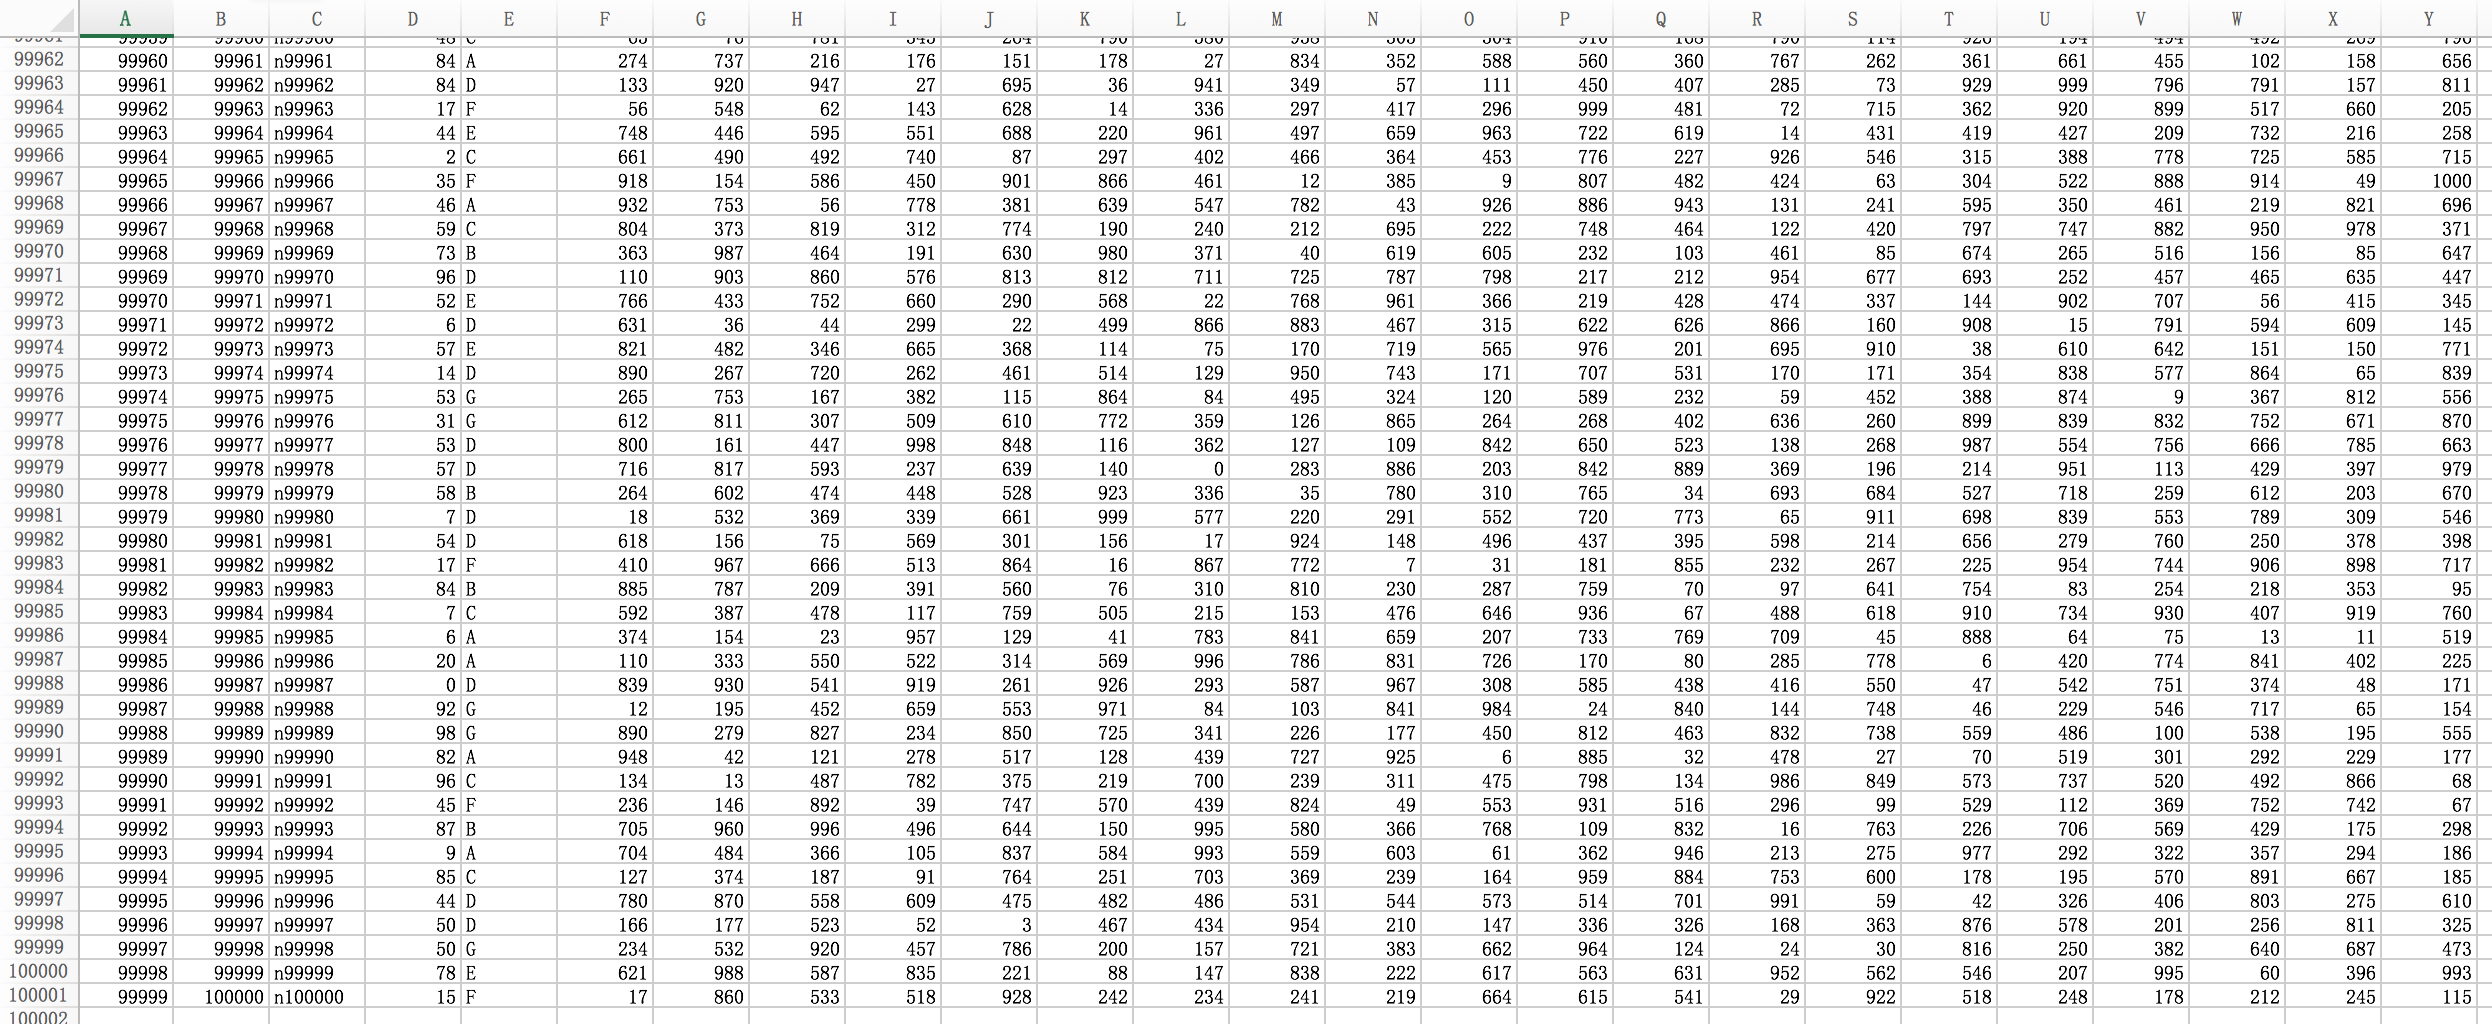 A B C D E F G H I J K L M N O P Q R S T U V W X Y
99962 99960 99961 n99961 84 A 274 737 216 176 151 178 27 834 352 588 560 360 767 262 361 661 455 102 158 656
99963 99961 99962 n99962 84 D 133 920 947 27 695 36 941 349 57 111 450 407 285 73 929 999 796 791 157 811
99964 99962 99963 n99963 17 F 56 548 62 143 628 14 336 297 417 296 999 481 72 715 362 920 899 517 660 205
99965 99963 99964 n99964 44 E 748 446 595 551 688 220 961 497 659 963 722 619 14 431 419 427 209 732 216 258
99966 99964 99965 n99965 2 C 661 490 492 740 87 297 402 466 364 453 776 227 926 546 315 388 778 725 585 715
99967 99965 99966 n99966 35 F 918 154 586 450 901 866 461 12 385 9 807 482 424 63 304 522 888 914 49 1000
99968 99966 99967 n99967 46 A 932 753 56 778 381 639 547 782 43 926 886 943 131 241 595 350 461 219 821 696
99969 99967 99968 n99968 59 C 804 373 819 312 774 190 240 212 695 222 748 464 122 420 797 747 882 950 978 371
99970 99968 99969 n99969 73 B 363 987 464 191 630 980 371 40 619 605 232 103 461 85 674 265 516 156 85 647
99971 99969 99970 n99970 96 D 110 903 860 576 813 812 711 725 787 798 217 212 954 677 693 252 457 465 635 447
99972 99970 99971 n99971 52 E 766 433 752 660 290 568 22 768 961 366 219 428 474 337 144 902 707 56 415 345
99973 99971 99972 n99972 6 D 631 36 44 299 22 499 866 883 467 315 622 626 866 160 908 15 791 594 609 145
99974 99972 99973 n99973 57 E 821 482 346 665 368 114 75 170 719 565 976 201 695 910 38 610 642 151 150 771
99975 99973 99974 n99974 14 D 890 267 720 262 461 514 129 950 743 171 707 531 170 171 354 838 577 864 65 839
99976 99974 99975 n99975 53 G 265 753 167 382 115 864 84 495 324 120 589 232 59 452 388 874 9 367 812 556
99977 99975 99976 n99976 31 G 612 811 307 509 610 772 359 126 865 264 268 402 636 260 899 839 832 752 671 870
99978 99976 99977 n99977 53 D 800 161 447 998 848 116 362 127 109 842 650 523 138 268 987 554 756 666 785 663
99979 99977 99978 n99978 57 D 716 817 593 237 639 140 0 283 886 203 842 889 369 196 214 951 113 429 397 979
99980 99978 99979 n99979 58 B 264 602 474 448 528 923 336 35 780 310 765 34 693 684 527 718 259 612 203 670
99981 99979 99980 n99980 7 D 18 532 369 339 661 999 577 220 291 552 720 773 65 911 698 839 553 789 309 546
99982 99980 99981 n99981 54 D 618 156 75 569 301 156 17 924 148 496 437 395 598 214 656 279 760 250 378 398
99983 99981 99982 n99982 17 F 410 967 666 513 864 16 867 772 7 31 181 855 232 267 225 954 744 906 898 717
99984 99982 99983 n99983 84 B 885 787 209 391 560 76 310 810 230 287 759 70 97 641 754 83 254 218 353 95
99985 99983 99984 n99984 7 C 592 387 478 117 759 505 215 153 476 646 936 67 488 618 910 734 930 407 919 760
99986 99984 99985 n99985 6 A 374 154 23 957 129 41 783 841 659 207 733 769 709 45 888 64 75 13 11 519
99987 99985 99986 n99986 20 A 110 333 550 522 314 569 996 786 831 726 170 80 285 778 6 420 774 841 402 225
99988 99986 99987 n99987 0 D 839 930 541 919 261 926 293 587 967 308 585 438 416 550 47 542 751 374 48 171
99989 99987 99988 n99988 92 G 12 195 452 659 553 971 84 103 841 984 24 840 144 748 46 229 546 717 65 154
99990 99988 99989 n99989 98 G 890 279 827 234 850 725 341 226 177 450 812 463 832 738 559 486 100 538 195 555
99991 99989 99990 n99990 82 A 948 42 121 278 517 128 439 727 925 6 885 32 478 27 70 519 301 292 229 177
99992 99990 99991 n99991 96 C 134 13 487 782 375 219 700 239 311 475 798 134 986 849 573 737 520 492 866 68
99993 99991 99992 n99992 45 F 236 146 892 39 747 570 439 824 49 553 931 516 296 99 529 112 369 752 742 67
99994 99992 99993 n99993 87 B 705 960 996 496 644 150 995 580 366 768 109 832 16 763 226 706 569 429 175 298
99995 99993 99994 n99994 9 A 704 484 366 105 837 584 993 559 603 61 362 946 213 275 977 292 322 357 294 186
99996 99994 99995 n99995 85 C 127 374 187 91 764 251 703 369 239 164 959 884 753 600 178 195 570 891 667 185
99997 99995 99996 n99996 44 D 780 870 558 609 475 482 486 531 544 573 514 701 991 59 42 326 406 803 275 610
99998 99996 99997 n99997 50 D 166 177 523 52 3 467 434 954 210 147 336 326 168 363 876 578 201 256 811 325
99999 99997 99998 n99998 50 G 234 532 920 457 786 200 157 721 383 662 964 124 24 30 816 250 382 640 687 473
100000 99998 99999 n99999 78 E 621 988 587 835 221 88 147 838 222 617 563 631 952 562 546 207 995 60 396 993
100001 99999 100000 n100000 15 F 17 860 533 518 928 242 234 241 219 664 615 541 29 922 518 248 178 212 245 115
100002